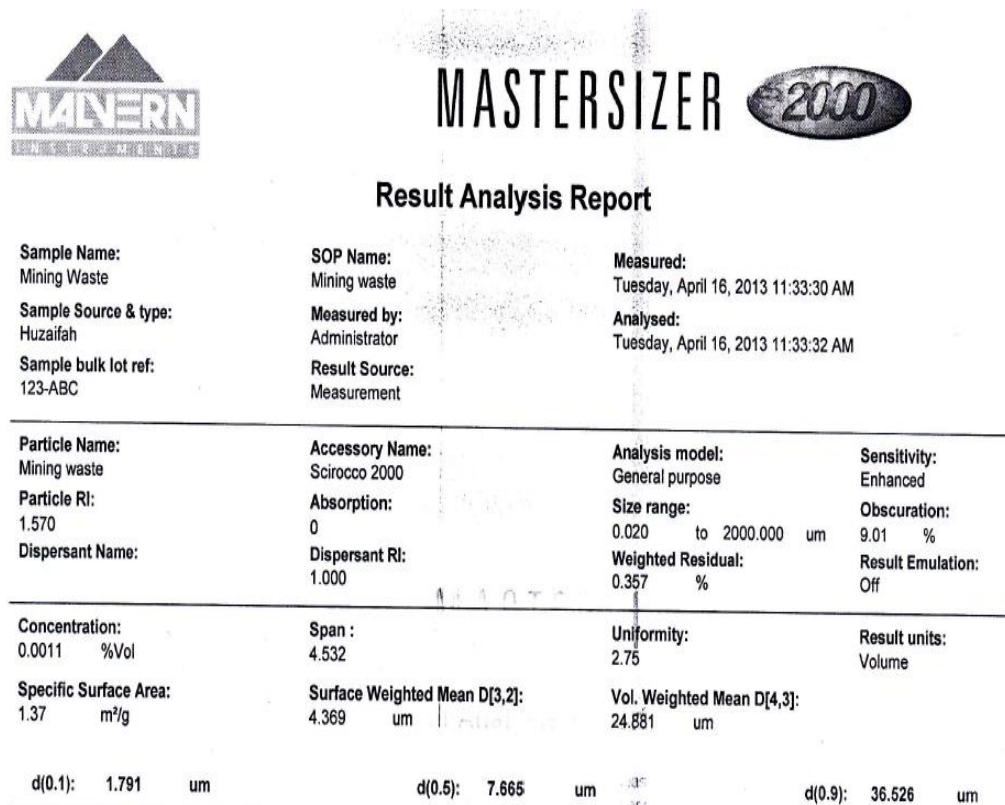 MALVERN
INSTRUMENTS
MASTERSIZER 2000
Result Analysis Report
Sample Name: SOP Name: Measured:
Mining Waste Mining waste Tuesday, April 16, 2013 11:33:30 AM
Sample Source & type: Measured by: Analysed:
Huzaifah Administrator Tuesday, April 16, 2013 11:33:32 AM
Sample bulk lot ref: Result Source:
123-ABC Measurement
Particle Name: Accessory Name: Analysis model: Sensitivity:
Mining waste Scirocco 2000 General purpose Enhanced
Particle RI: Absorption: Size range: Obscuration:
1.570 0 0.020 to 2000.000 um 9.01 %
Dispersant Name: Dispersant RI: Weighted Residual: Result Emulation:
1.000 0.357 % Off
Concentration: Span : Uniformity: Result units:
0.0011 %Vol 4.532 2.75 Volume
Specific Surface Area: Surface Weighted Mean D[3,2]: Vol. Weighted Mean D[4,3]:
1.37 m²/g 4.369 um 24.881 um
d(0.1): 1.791 um d(0.5): 7.665 um d(0.9): 36.526 um